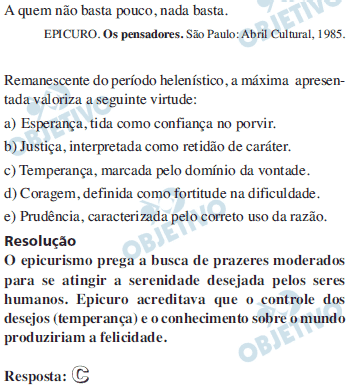 A quem não basta pouco, nada basta.
EPICURO. Os pensadores. São Paulo: Abril Cultural, 1985.
Remanescente do período helenístico, a máxima apresen-
tada valoriza a seguinte virtude:
a) Esperança, tida como confiança no porvir.
b) Justiça, interpretada como retidão de caráter.
c) Temperança, marcada pelo domínio da vontade.
d) Coragem, definida como fortitude na dificuldade.
e) Prudência, caracterizada pelo correto uso da razão.
Resolução
O epicurismo prega a busca de prazeres moderados
para se atingir a serenidade desejada pelos seres
humanos. Epicuro acreditava que o controle dos
desejos (temperança) e o conhecimento sobre o mundo
produziriam a felicidade.
Resposta: C
OBJETIVO
OBJETIVO
OBJETIVO
OBJETIVO